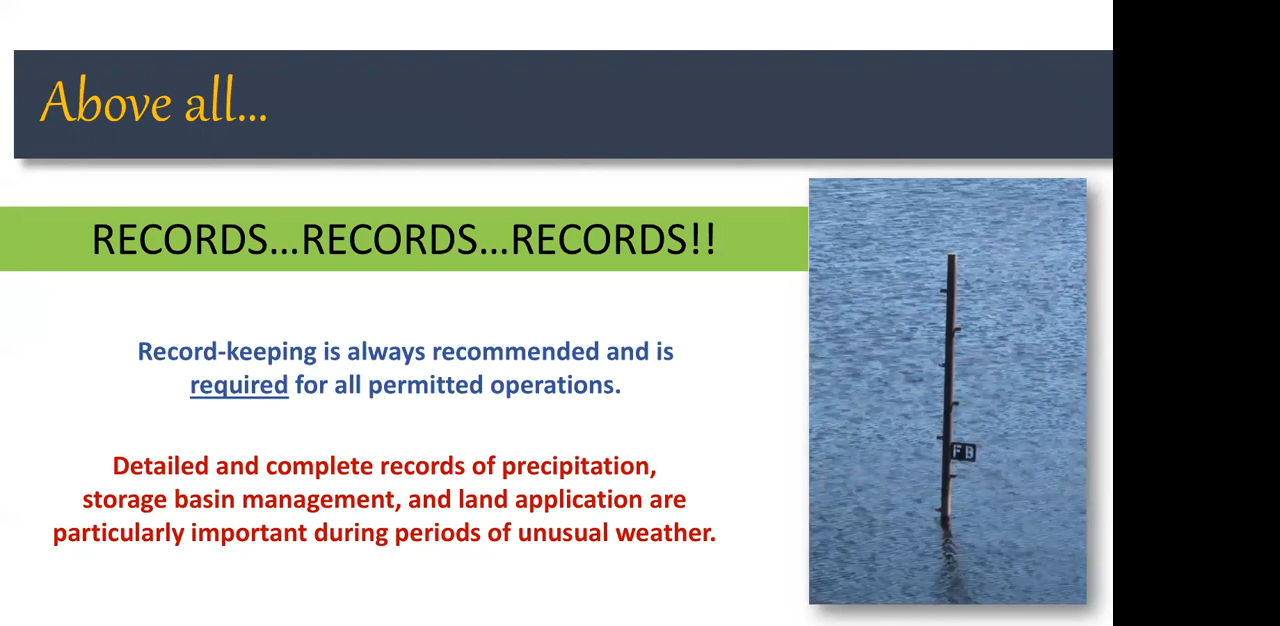 Above all...
RECORDS...RECORDS...RECORDS!!
Record-keeping is always recommended and is
required for all permitted operations.
Detailed and complete records of precipitation,
storage basin management, and land application are
particularly important during periods of unusual weather.
FB